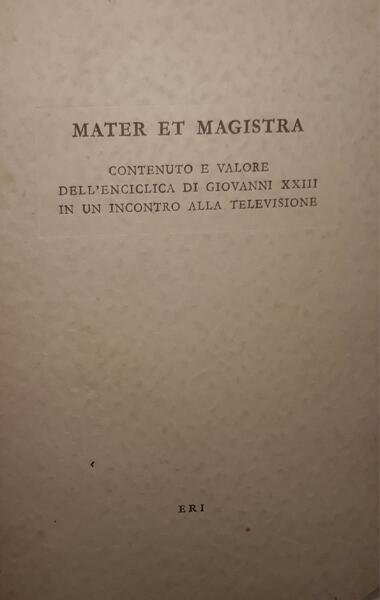 MATER ET MAGISTRA
CONTENUTO E VALORE
DELL'ENCICLICA DI GIOVANNI XXIII
IN UN INCONTRO ALLA TELEVISIONE
ERI